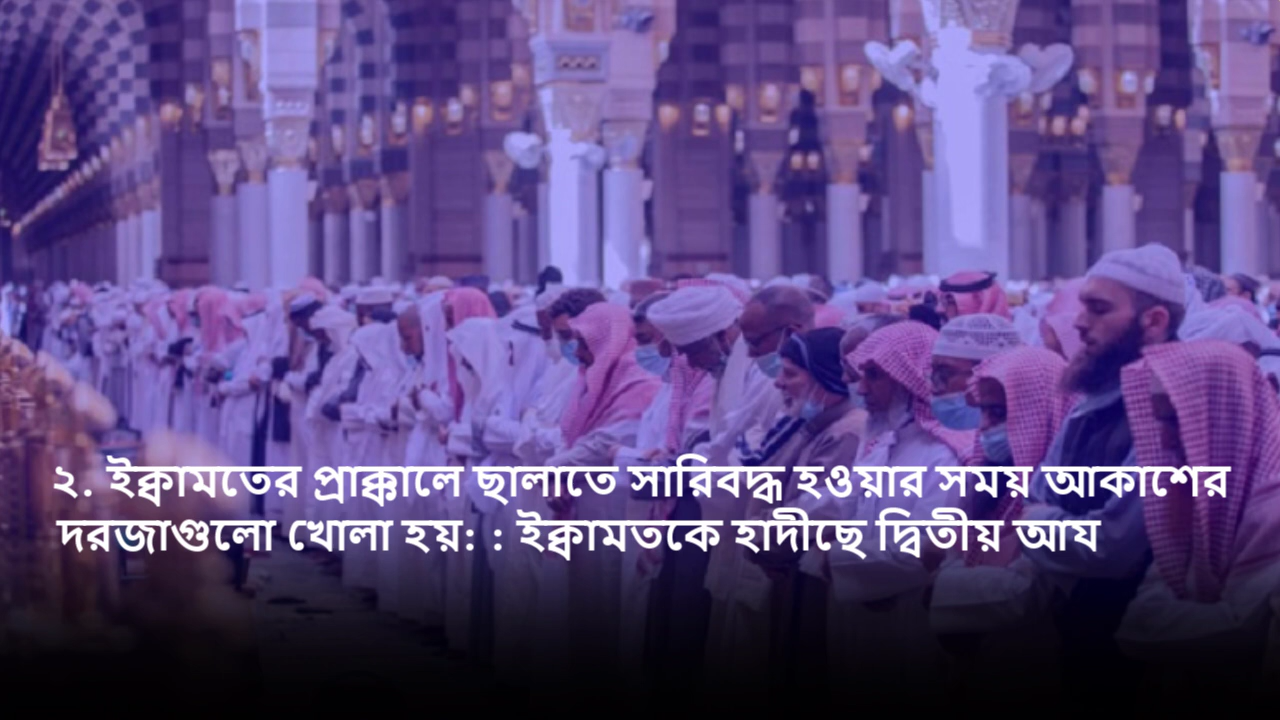 ২. ইক্বামতের প্রাক্কালে ছালাতে সারিবদ্ধ হওয়ার সময় আকাশের
দরজাগুলো খোলা হয়: : ইক্বামতকে হাদীছে দ্বিতীয় আয